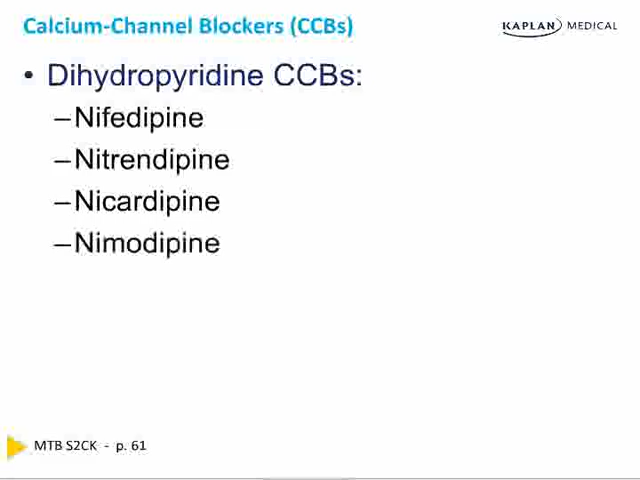 Calcium-Channel Blockers (CCBs)
KAPLAN MEDICAL
• Dihydropyridine CCBs:
–Nifedipine
–Nitrendipine
–Nicardipine
–Nimodipine
MTB S2CK - p. 61